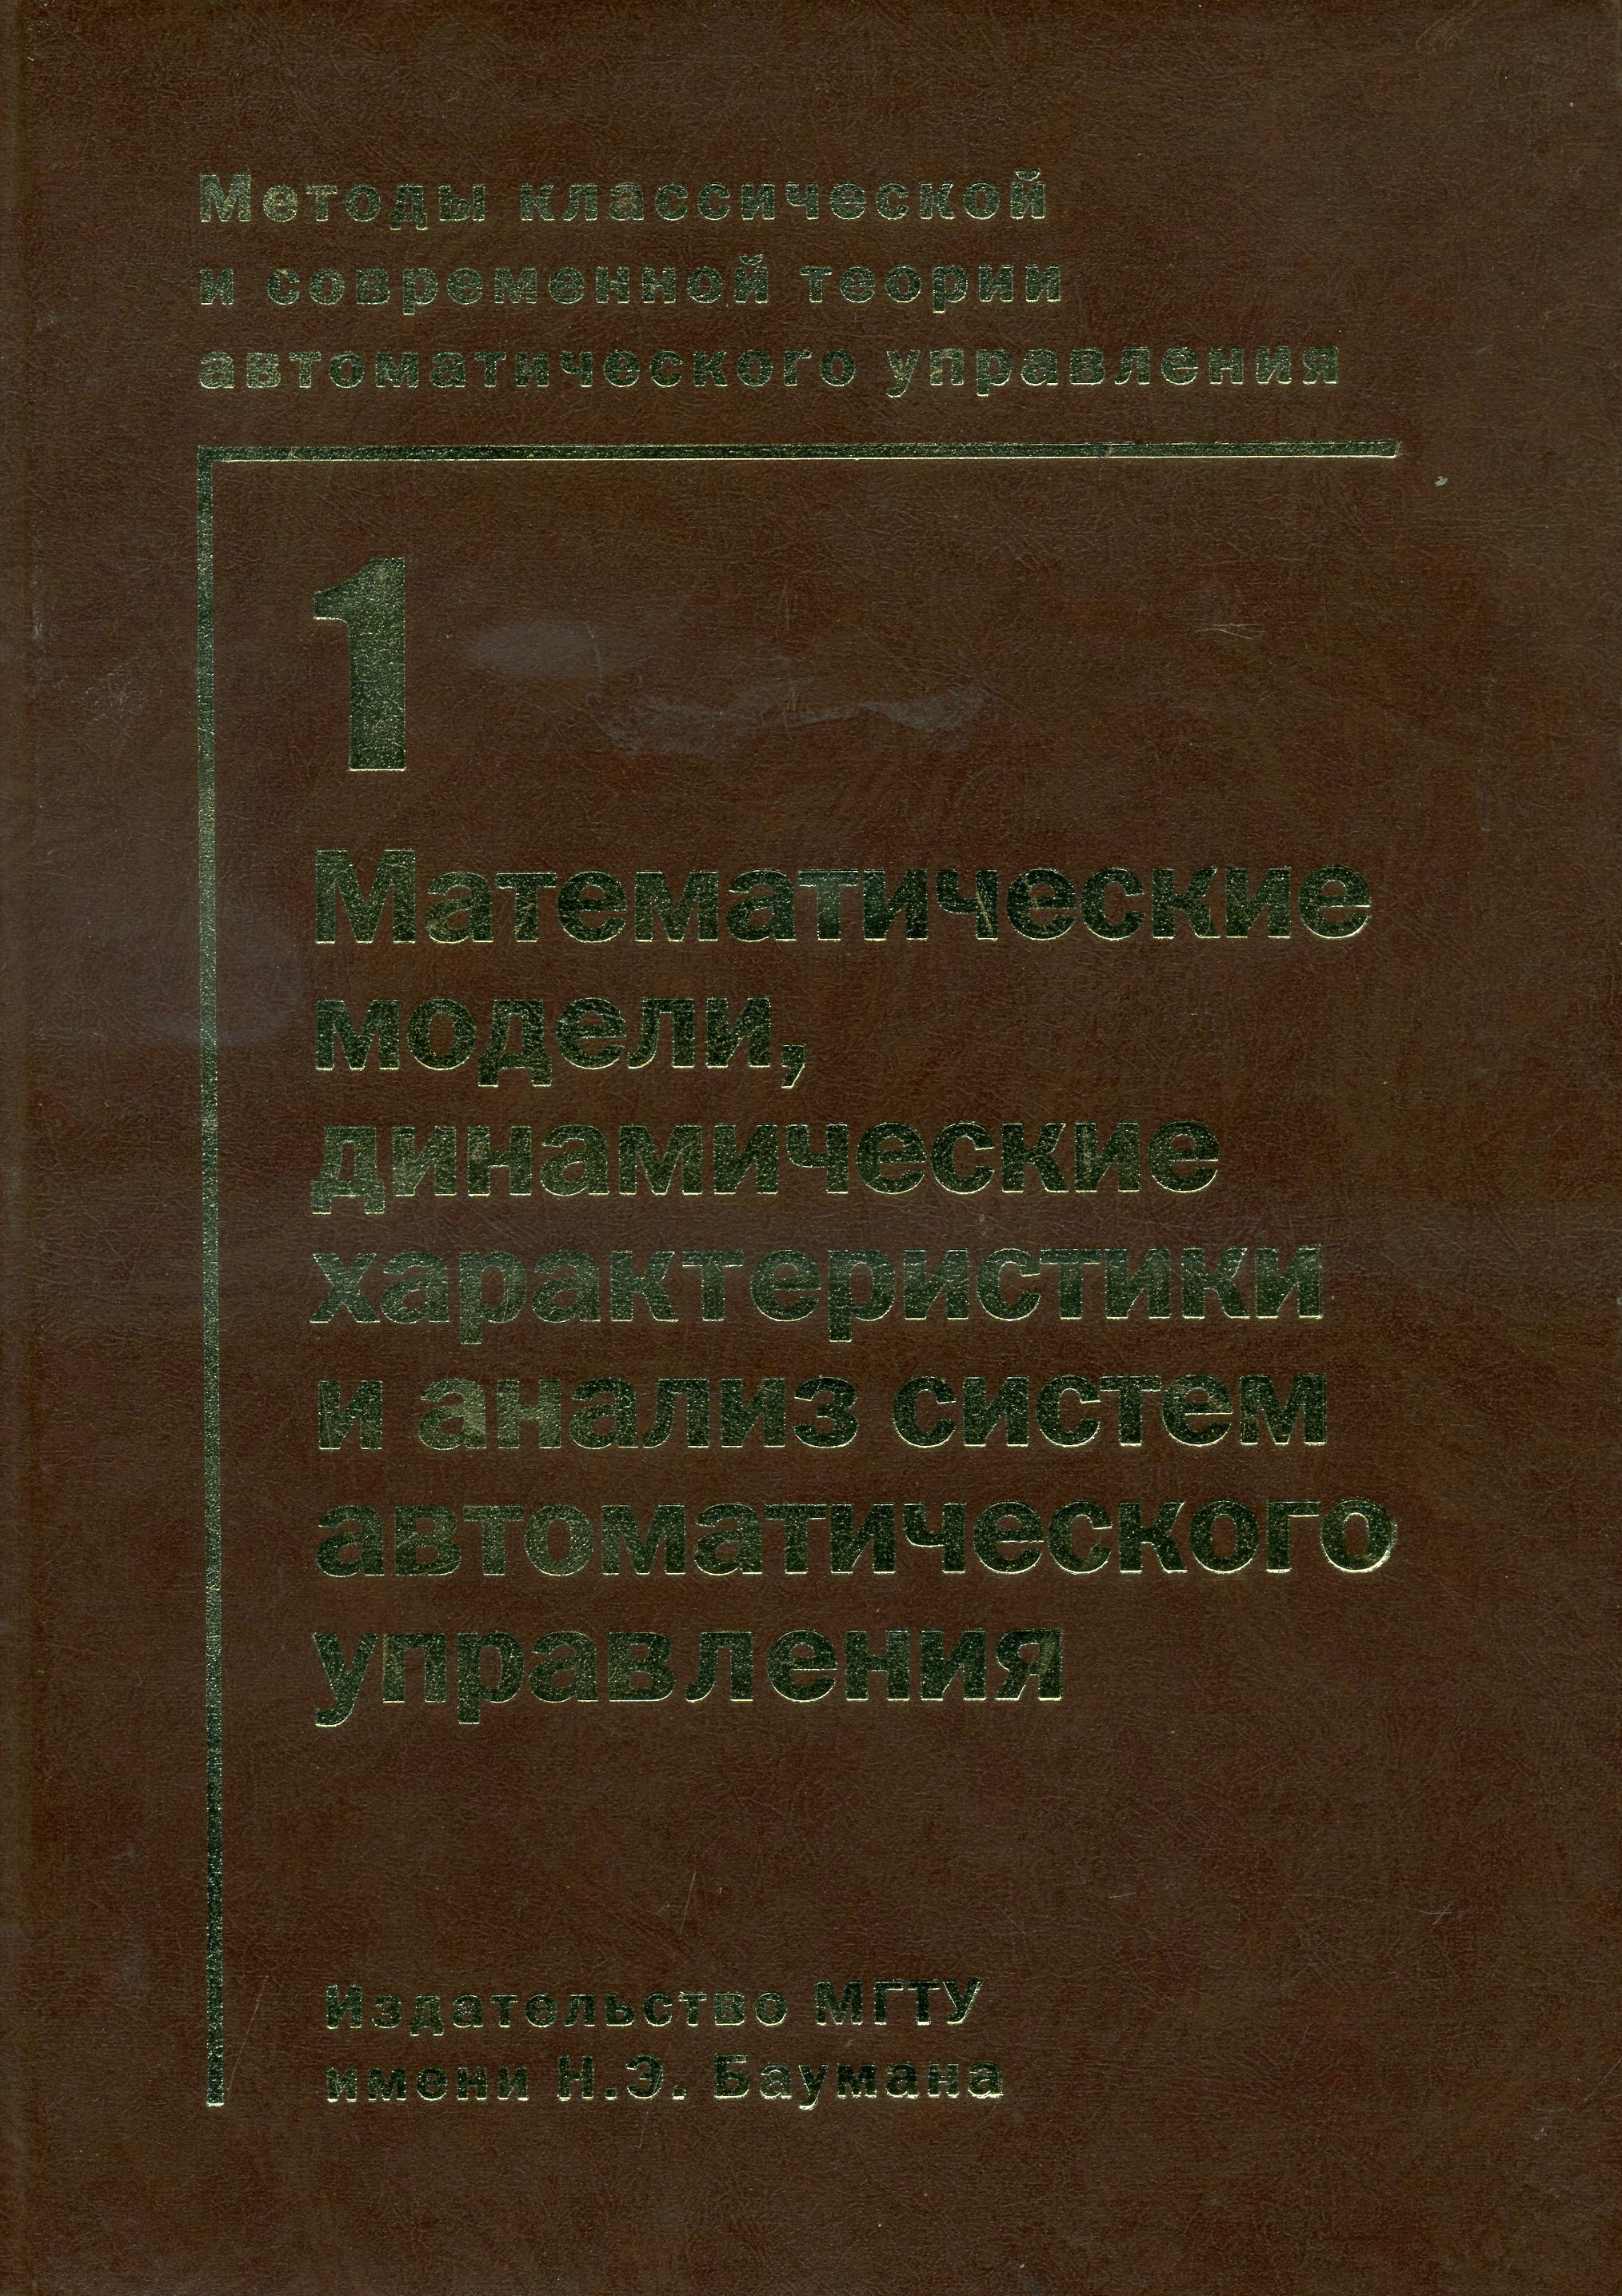 Методы классической
и современной теории
автоматического управления
1
Математические
модели,
динамические
характеристики
и анализ систем
автоматического
управления
Издательство МГТУ
имени Н.Э. Баумана